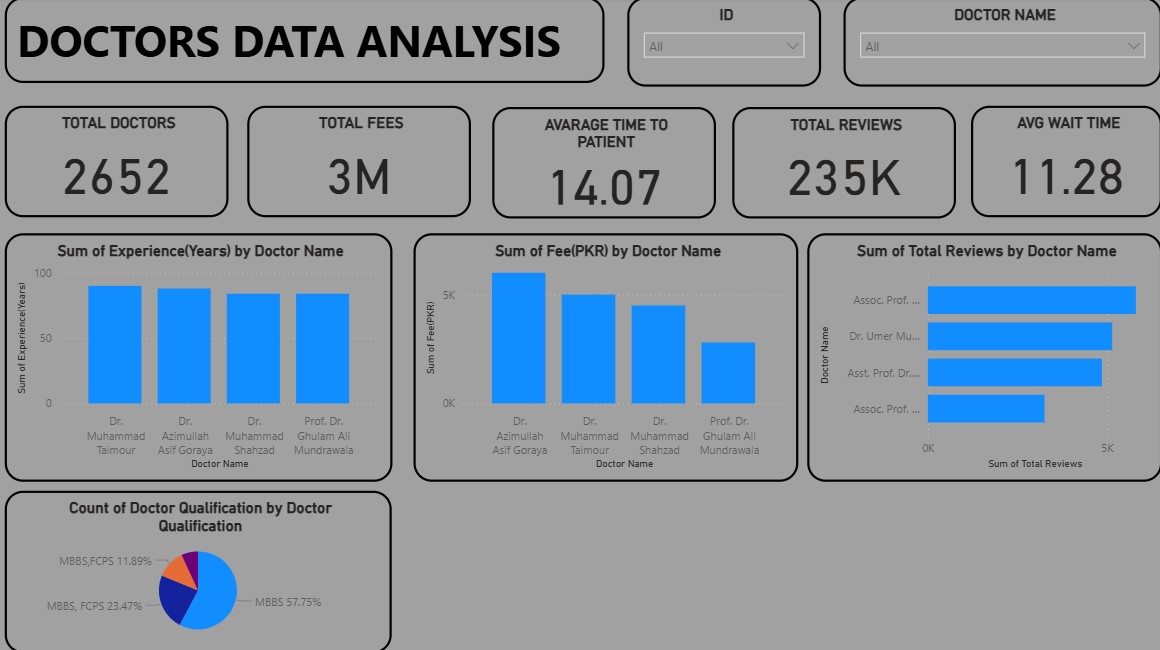 DOCTORS DATA ANALYSIS
ID
All
DOCTOR NAME
All
TOTAL DOCTORS
2652
TOTAL FEES
3M
AVARAGE TIME TO
PATIENT
14.07
TOTAL REVIEWS
235K
AVG WAIT TIME
11.28
Sum of Experience(Years) by Doctor Name
Sum of Experience(Years)
100
50
0
Dr.
Muhammad
Taimour
Dr.
Azimullah
Asif Goraya
Dr.
Muhammad
Shahzad
Prof. Dr.
Ghulam Ali
Mundrawala
Doctor Name
Sum of Fee(PKR) by Doctor Name
Sum of Fee(PKR)
5K
0K
Dr.
Azimullah
Asif Goraya
Dr.
Muhammad
Taimour
Dr.
Muhammad
Shahzad
Prof. Dr.
Ghulam Ali
Mundrawala
Doctor Name
Sum of Total Reviews by Doctor Name
Doctor Name
Assoc. Prof. ...
Dr. Umer Mu...
Asst. Prof. Dr....
Assoc. Prof. ...
0K
5K
Sum of Total Reviews
Count of Doctor Qualification by Doctor
Qualification
MBBS,FCPS 11.89%
MBBS, FCPS 23.47%
MBBS 57.75%